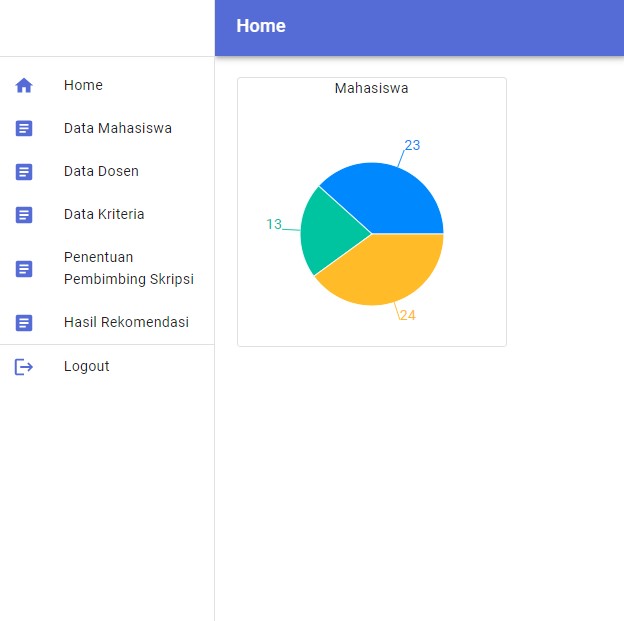 Home
Home
Data Mahasiswa
Data Dosen
Data Kriteria
Penentuan
Pembimbing Skripsi
Hasil Rekomendasi
Logout
Mahasiswa
23
13
24